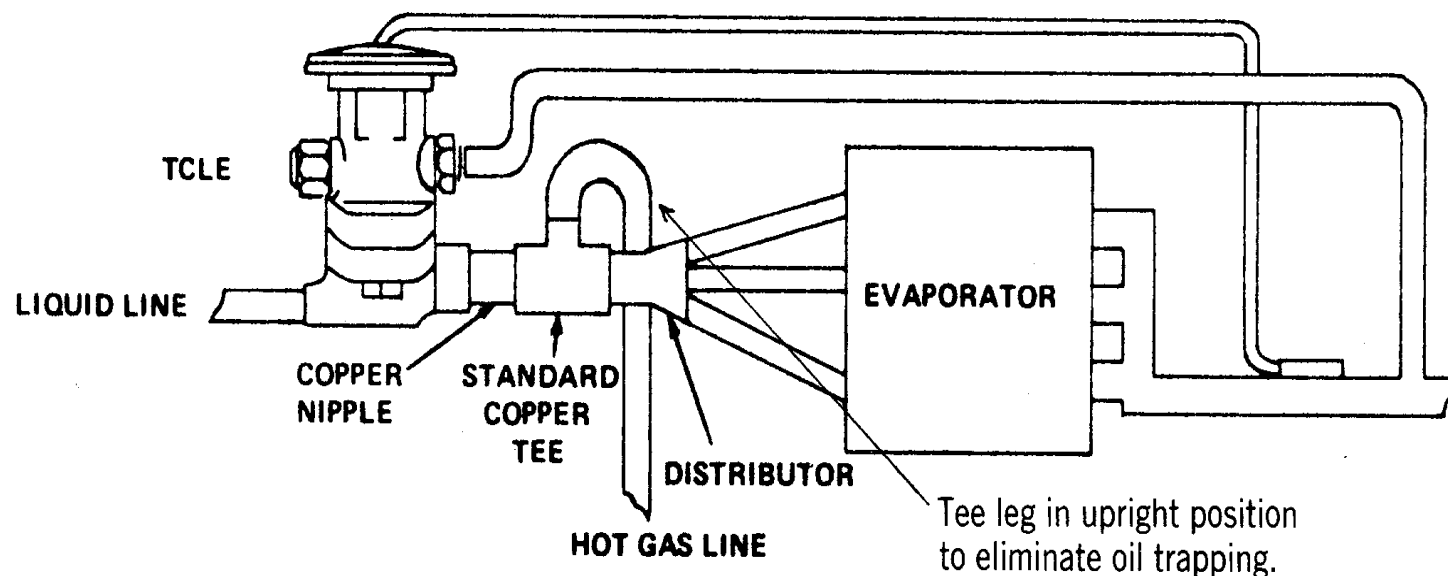 TCLE
LIQUID LINE
EVAPORATOR
COPPER
NIPPLE
STANDARD
COPPER
TEE
DISTRIBUTOR
HOT GAS LINE
Tee leg in upright position
to eliminate oil trapping.